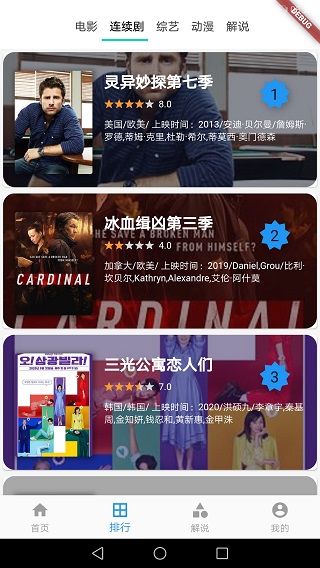 DEBUG
电影 连续剧 综艺 动漫 解说
灵异妙探第七季
8.0
1
美国/欧美/ 上映时间：2013/安迪·贝尔曼/詹姆斯·
罗德,蒂姆·克里,杜勒·希尔,蒂莫西·奥门德森
HE SAVE A BROKEN MAN
FROM HIMSELF?
CARDINAL
冰血缉凶第三季
4.0
2
加拿大/欧美/ 上映时间：2019/Daniel,Grou/比利·
坎贝尔,Kathryn,Alexandre,艾伦·阿什莫
CARDINAL
오! 삼광빌라!
三光公寓恋人们
7.0
3
韩国/韩国/ 上映时间：2020/洪硕九/李章宇,秦基
周,金知妍,钱忍和,黄新惠,金甲洙
首页 排行 解说 我的